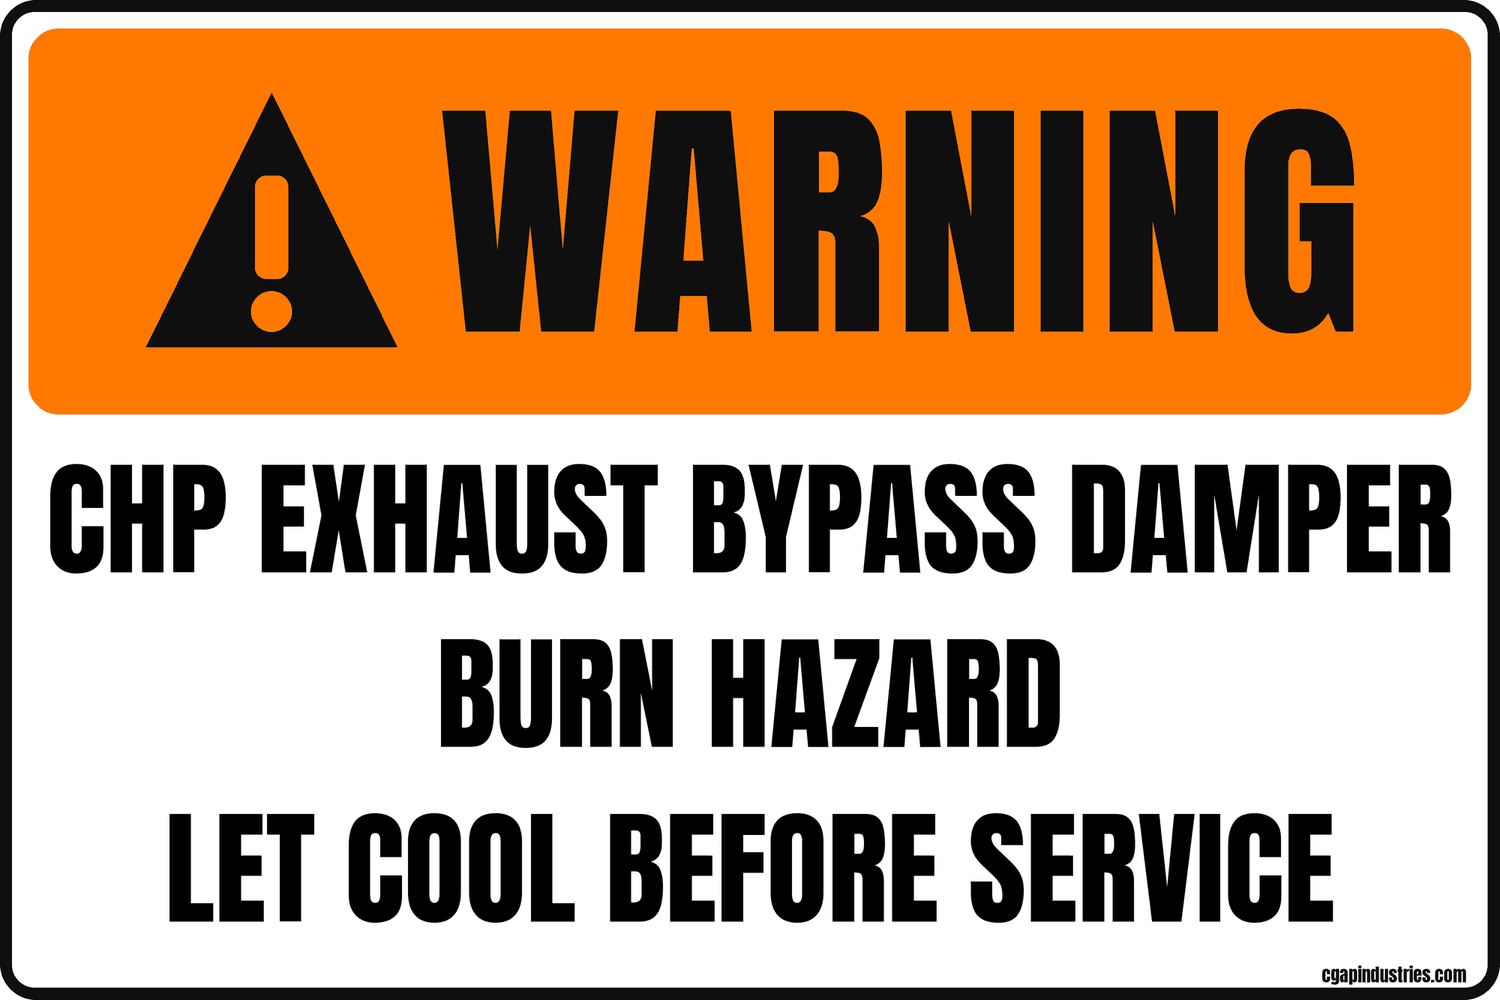 WARNING
CHP EXHAUST BYPASS DAMPER
BURN HAZARD
LET COOL BEFORE SERVICE
cgapindustries.com